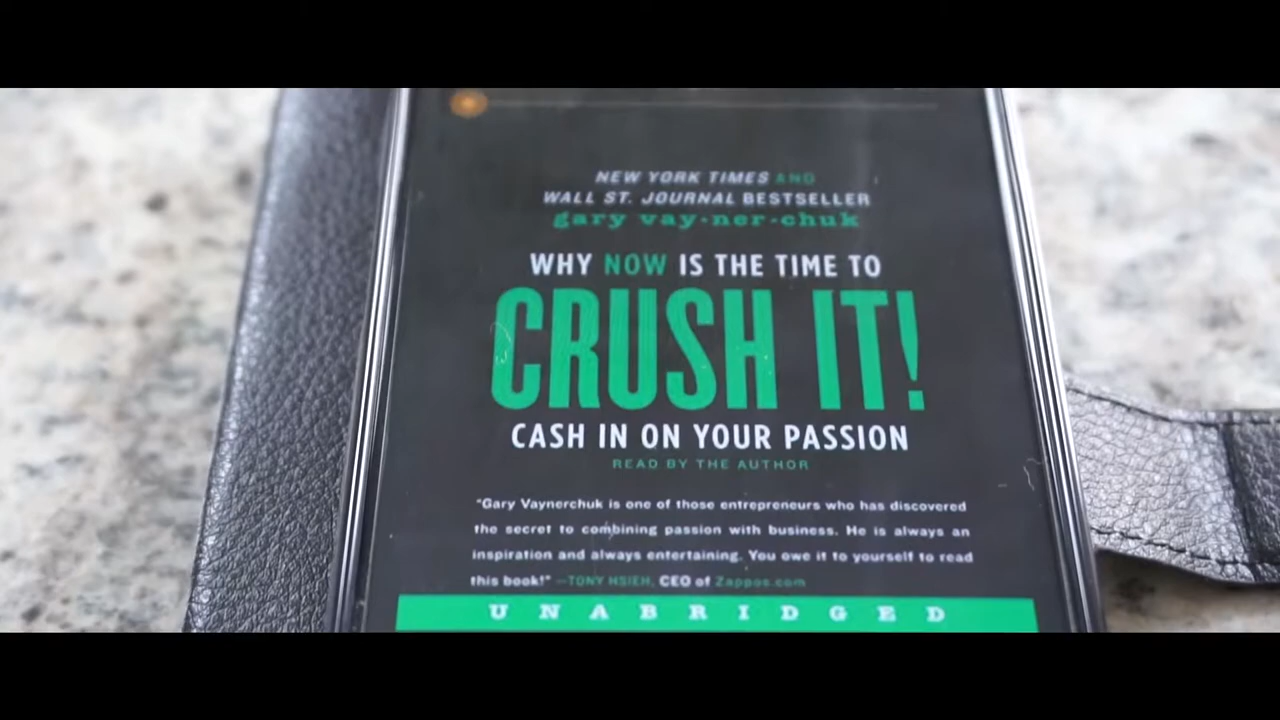 NEW YORK TIMES AND
WALL ST. JOURNAL BESTSELLER
gary vay·ner·chuk
WHY NOW IS THE TIME TO
CRUSH IT!
CASH IN ON YOUR PASSION
READ BY THE AUTHOR
"Gary Vaynerchuk is one of those entrepreneurs who has discovered
the secret to combining passion with business. He is always an
inspiration and always entertaining. You owe it to yourself to read
this book!" —TONY HSIEH, CEO of Zappos.com
UNABRIDGED